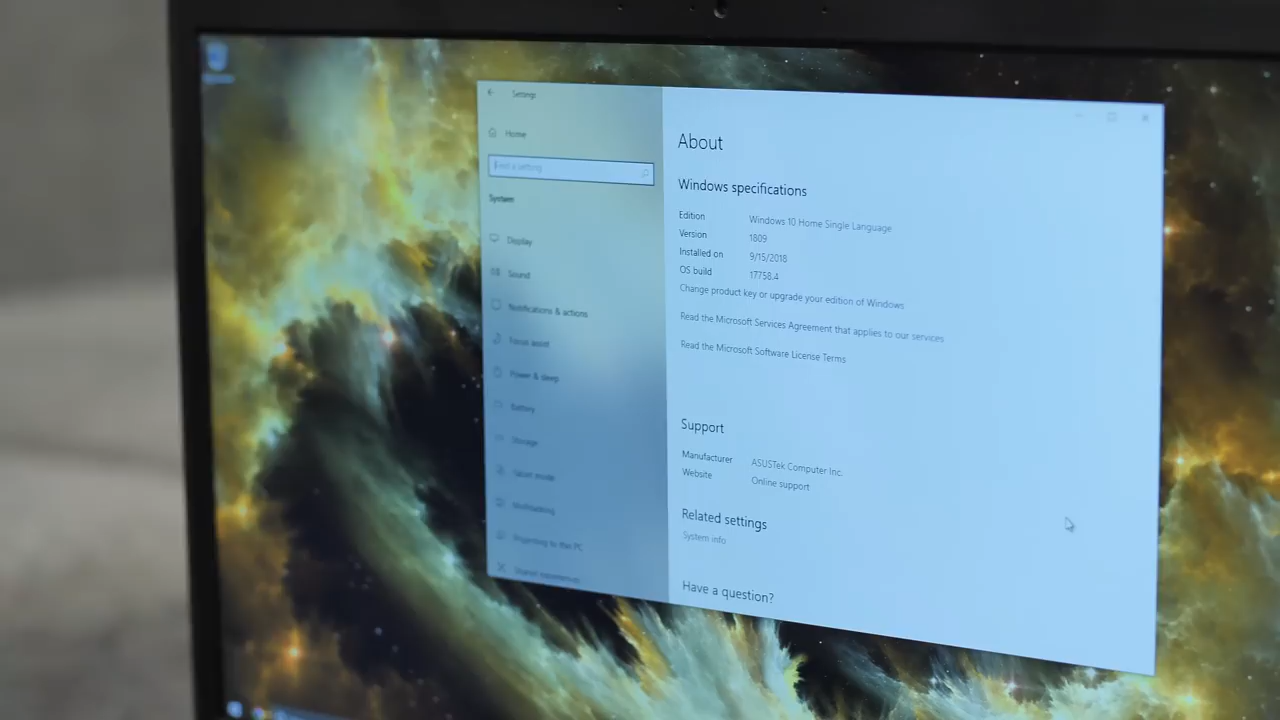 Settings
Home
Find a setting
System
Display
Sound
Notifications & actions
Focus assist
Power & sleep
Battery
Storage
Tablet mode
Multitasking
Projecting to this PC
Shared experiences
About
Windows specifications
Edition Windows 10 Home Single Language
Version 1809
Installed on 9/15/2018
OS build 17758.4
Change product key or upgrade your edition of Windows
Read the Microsoft Services Agreement that applies to our services
Read the Microsoft Software License Terms
Support
Manufacturer ASUSTek Computer Inc.
Website Online support
Related settings
System info
Have a question?